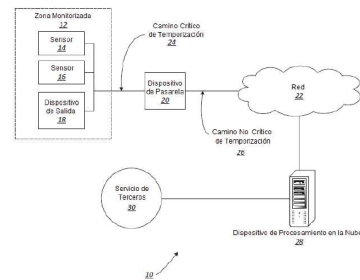 Zona Monitorizada
12
Sensor
14
Sensor
16
Dispositivo
de Salida
18
Camino Crítico
de Temporización
24
Dispositivo
de Pasarela
20
Red
22
Camino No Crítico
de Temporización
26
Servicio de
Terceros
30
Dispositivo de Procesamiento en la Nube
28
10